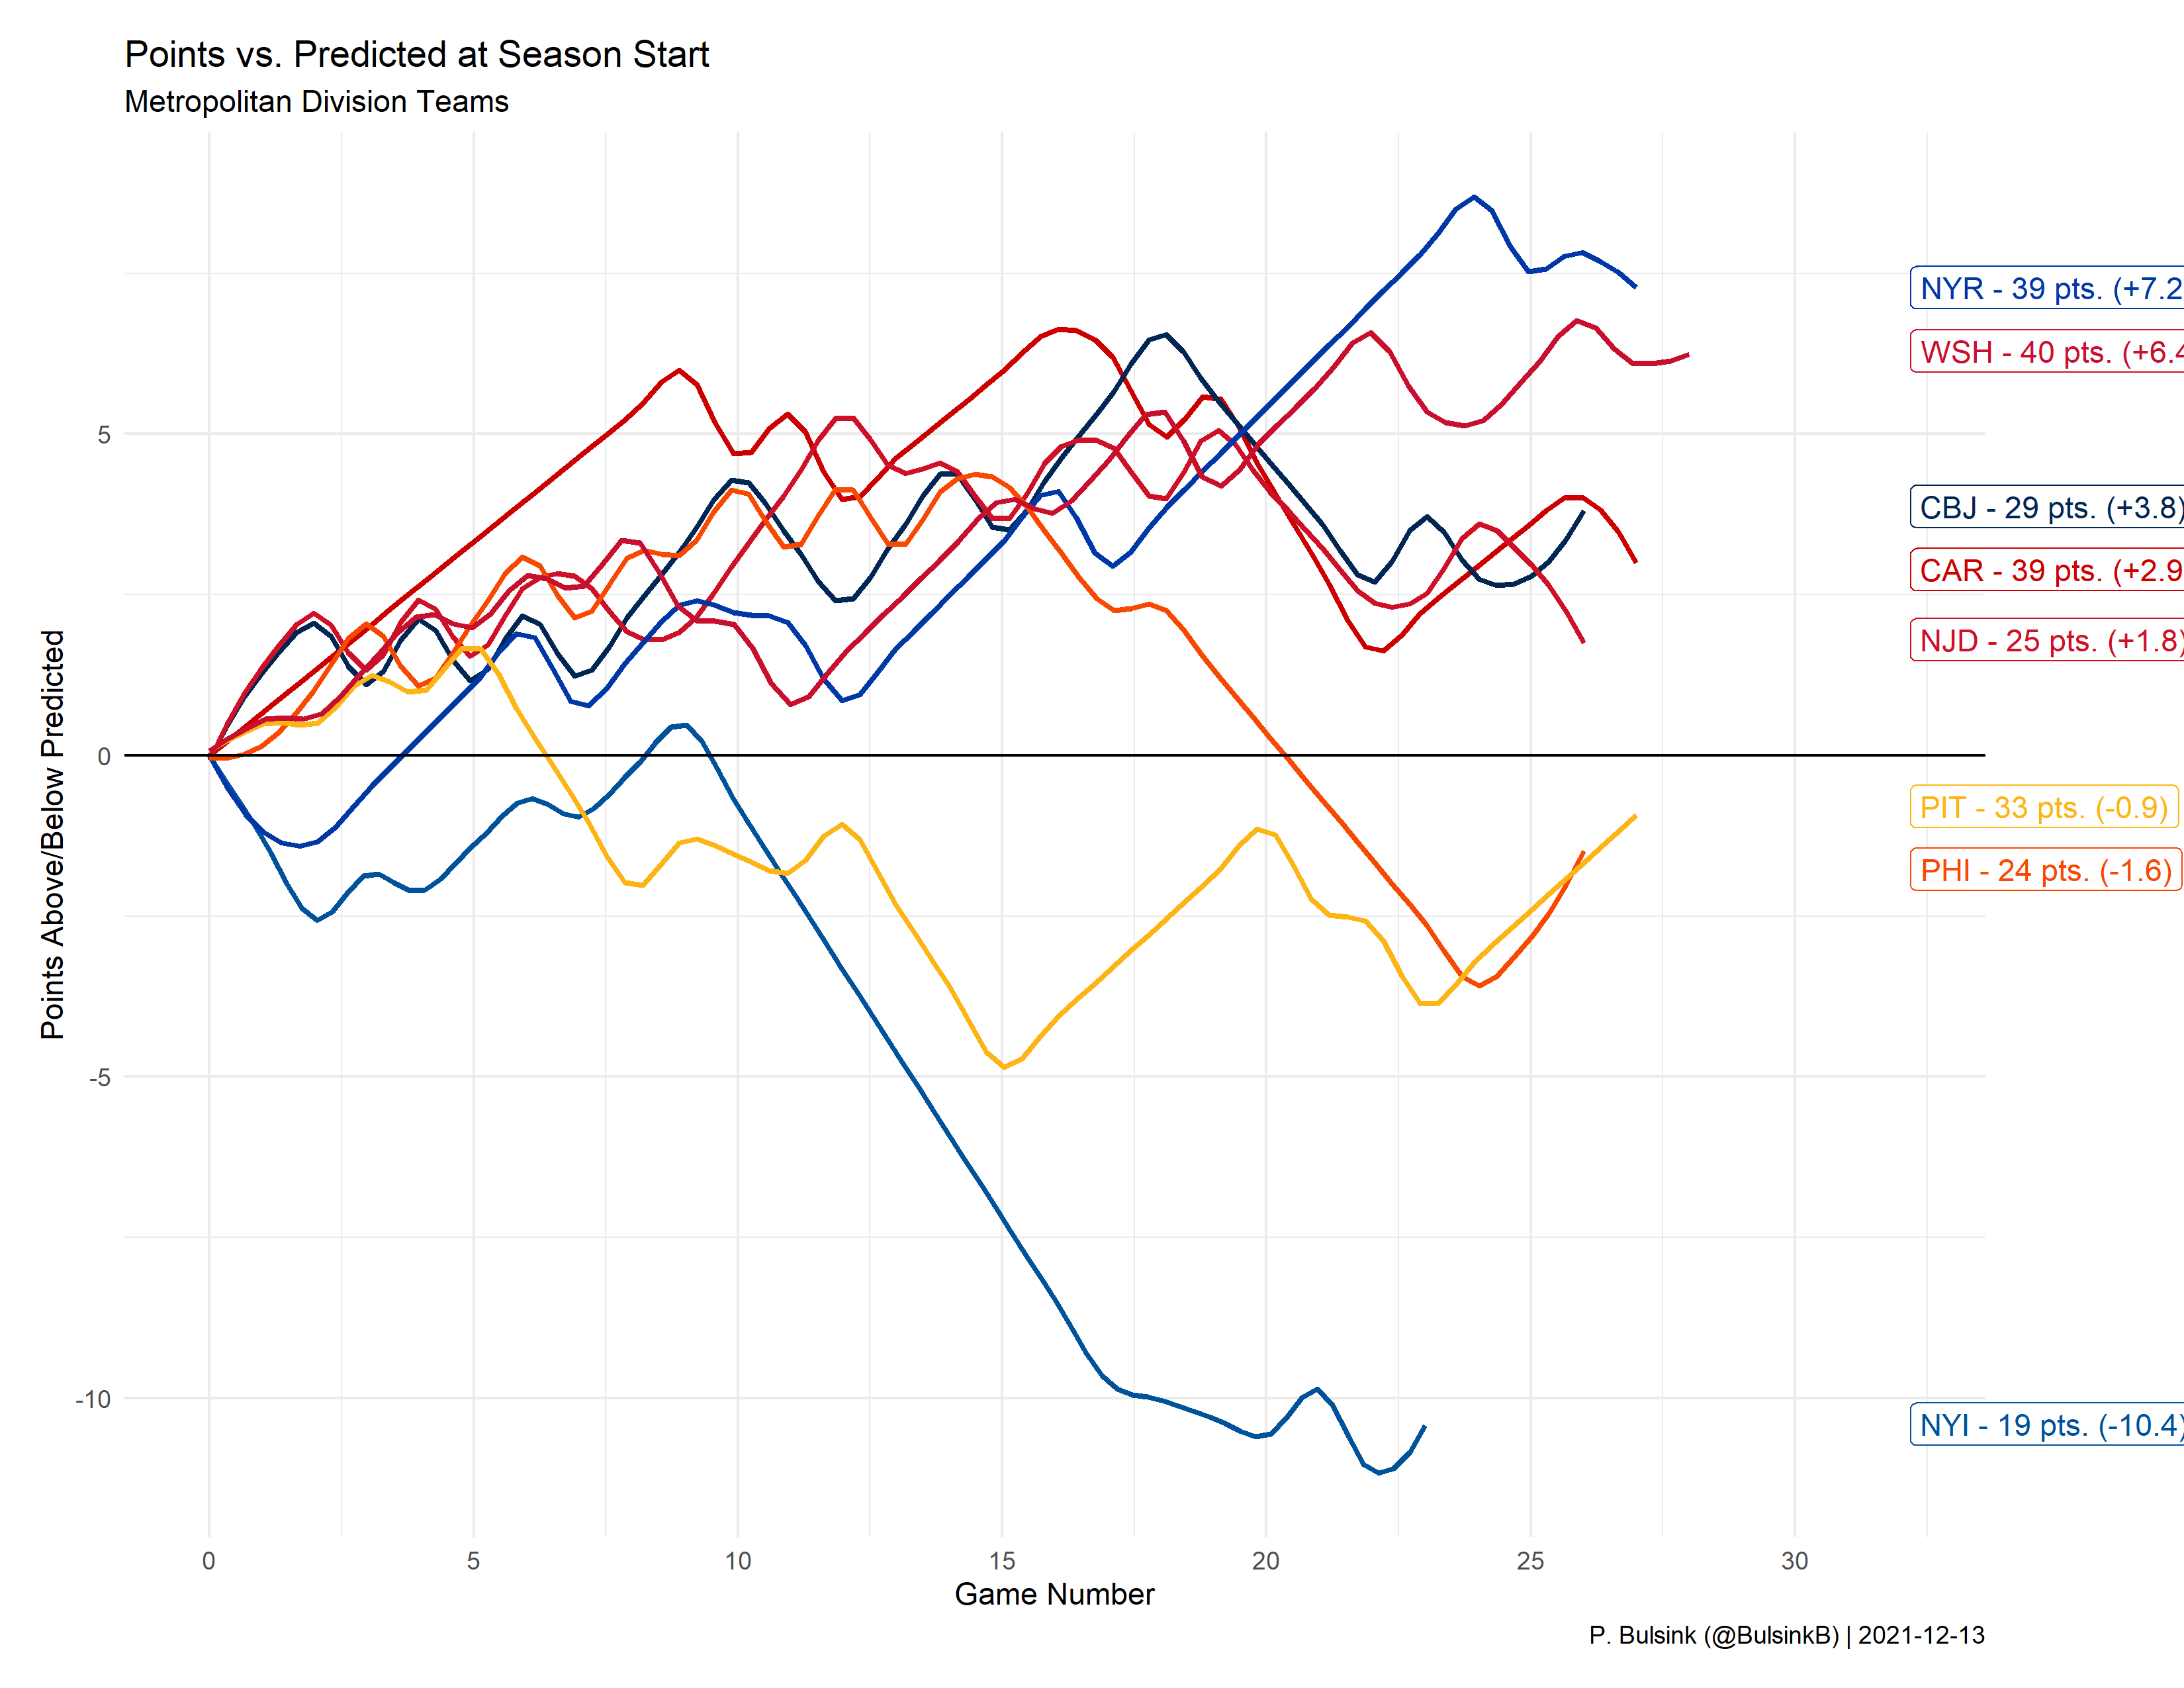 Points vs. Predicted at Season Start
Metropolitan Division Teams
Points Above/Below Predicted
5
0
-5
-10
NYR - 39 pts. (+7.2
WSH - 40 pts. (+6.4
CBJ - 29 pts. (+3.8)
CAR - 39 pts. (+2.9
NJD - 25 pts. (+1.8)
PIT - 33 pts. (-0.9)
PHI - 24 pts. (-1.6)
NYI - 19 pts. (-10.4)
0 5 10 15 20 25 30
Game Number
P. Bulsink (@BulsinkB) | 2021-12-13